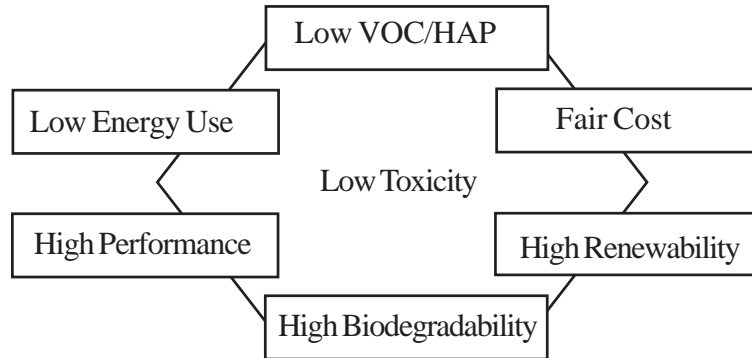 Low VOC/HAP
Low Energy Use
Fair Cost
Low Toxicity
High Performance
High Renewability
High Biodegradability